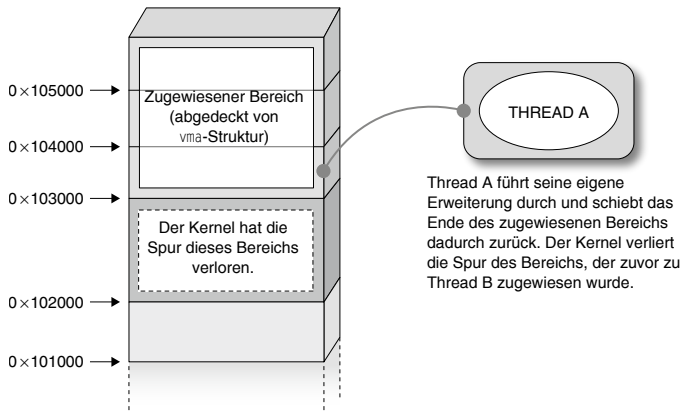 0×105000
0×104000
0×103000
0×102000
0×101000
Zugewiesener Bereich
(abgedeckt von
vma-Struktur)
Der Kernel hat die
Spur dieses Bereichs
verloren.
THREAD A
Thread A führt seine eigene
Erweiterung durch und schiebt das
Ende des zugewiesenen Bereichs
dadurch zurück. Der Kernel verliert
die Spur des Bereichs, der zuvor zu
Thread B zugewiesen wurde.